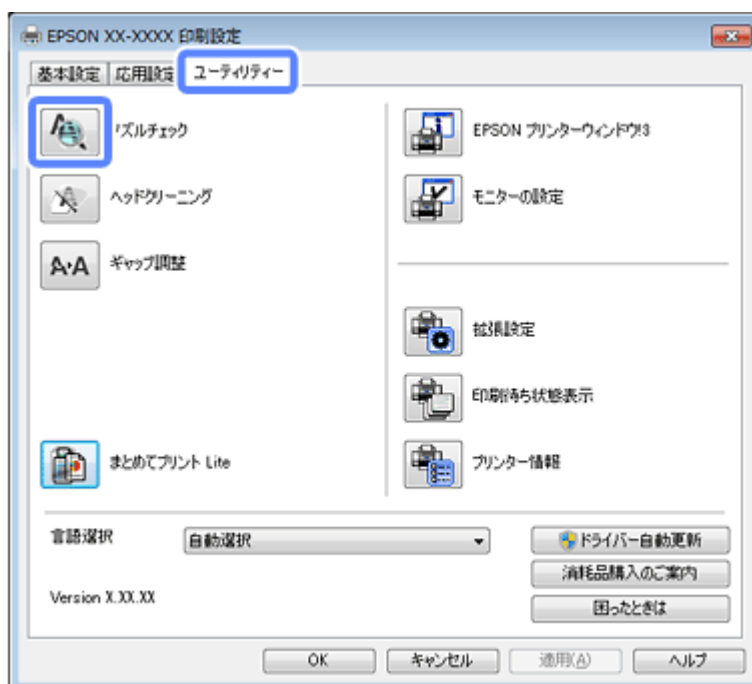 EPSON XX-XXXX 印刷設定
基本設定 応用設定 ユーティリティー
ノズルチェック
EPSON プリンターウィンドウ!3
ヘッドクリーニング
モニターの設定
ギャップ調整
拡張設定
印刷待ち状態表示
まとめてプリント Lite
プリンター情報
言語選択
自動選択
ドライバー自動更新
消耗品購入のご案内
Version X.XX.XX
困ったときは
OK キャンセル 適用(A) ヘルプ